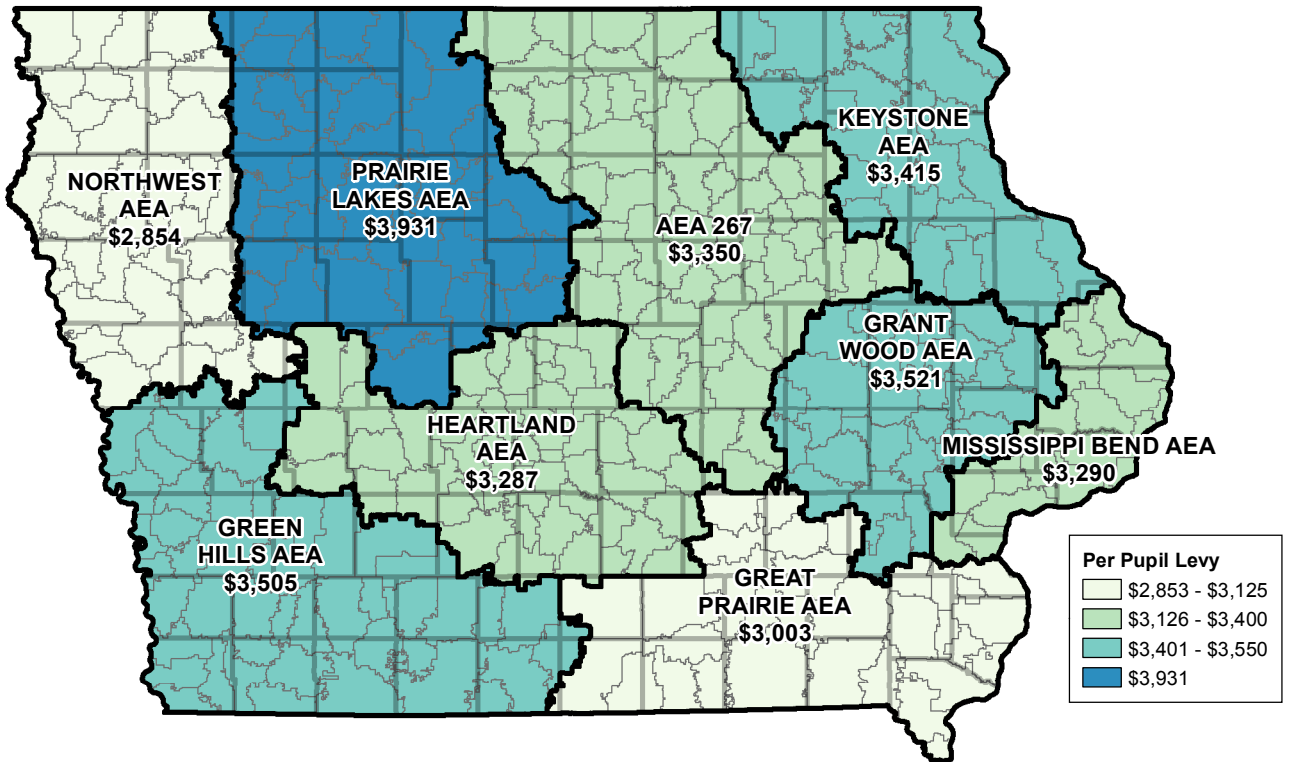 KEYSTONE
AEA
$3,415
NORTHWEST
AEA
$2,854
PRAIRIE
LAKES AEA
$3,931
AEA 267
$3,350
GRANT
WOOD AEA
$3,521
HEARTLAND
AEA
$3,287
MISSISSIPPI BEND AEA
$3,290
GREEN
HILLS AEA
$3,505
GREAT
PRAIRIE AEA
$3,003
Per Pupil Levy
$2,853 - $3,125
$3,126 - $3,400
$3,401 - $3,550
$3,931